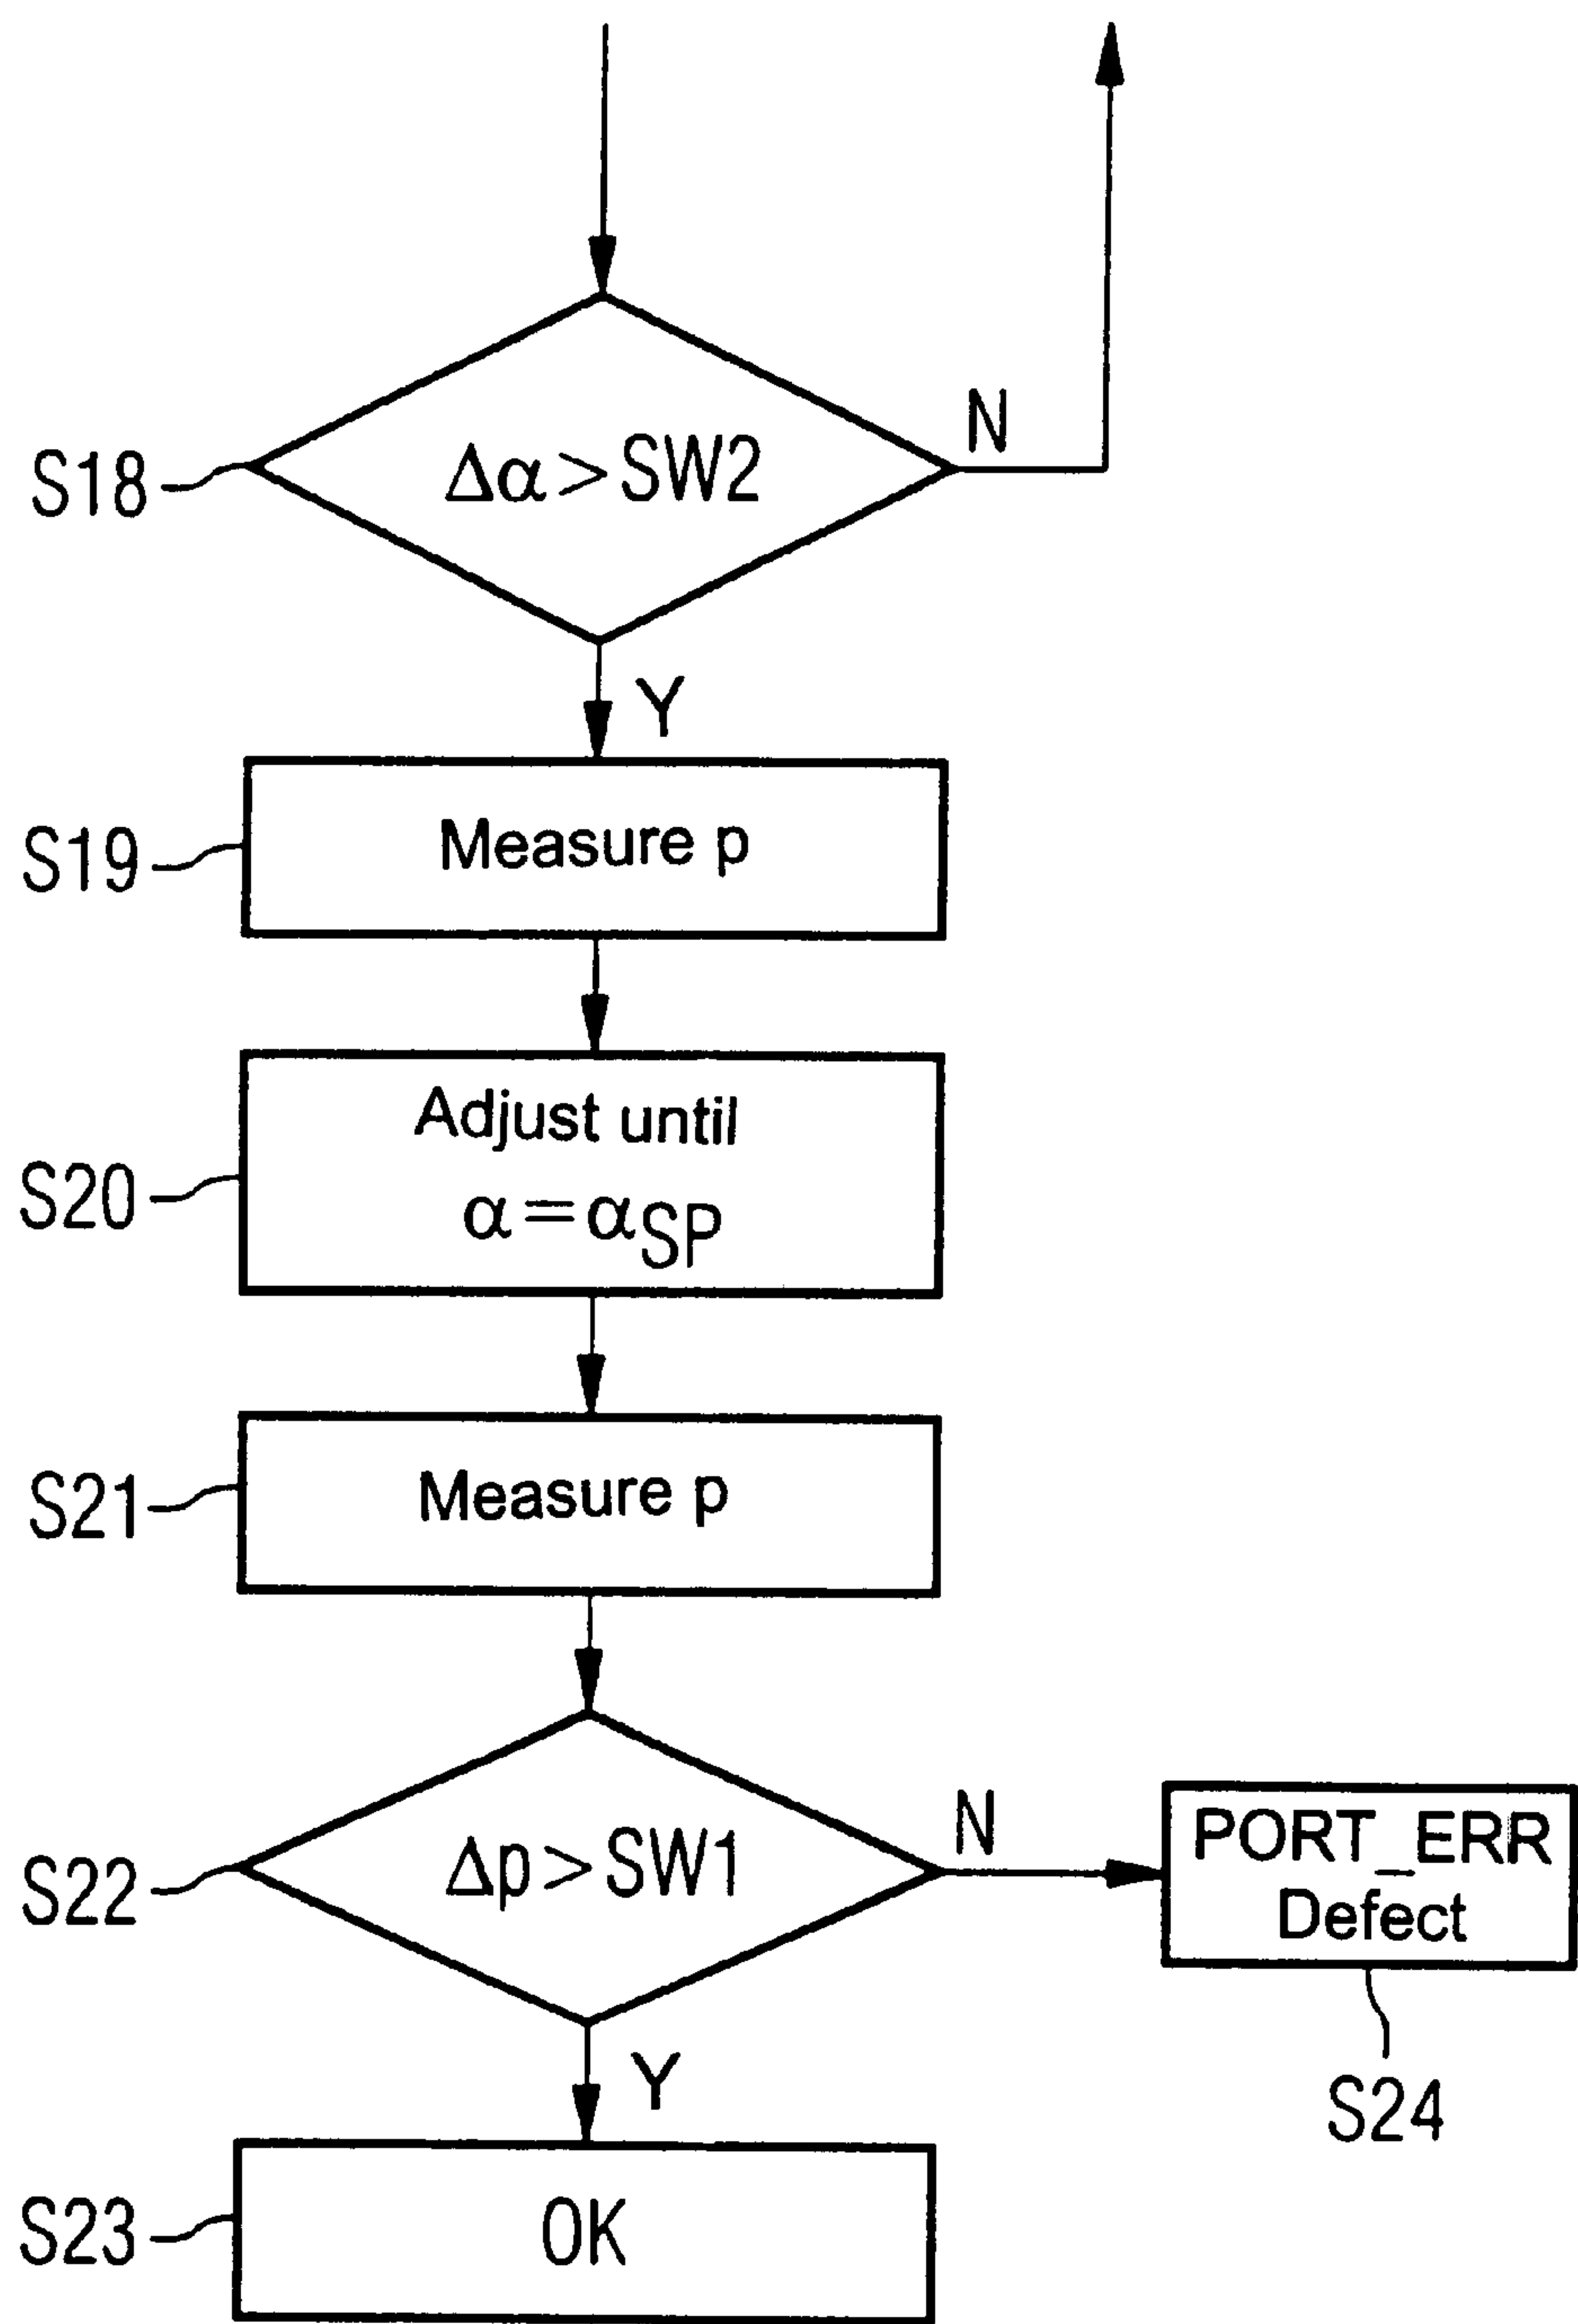 N
S18
Δα>SW2
Y
S19
Measure p
S20
Adjust until
α=αSP
S21
Measure p
S22
Δp>SW1
N
PORT_ERR
Defect
Y
S24
S23
OK